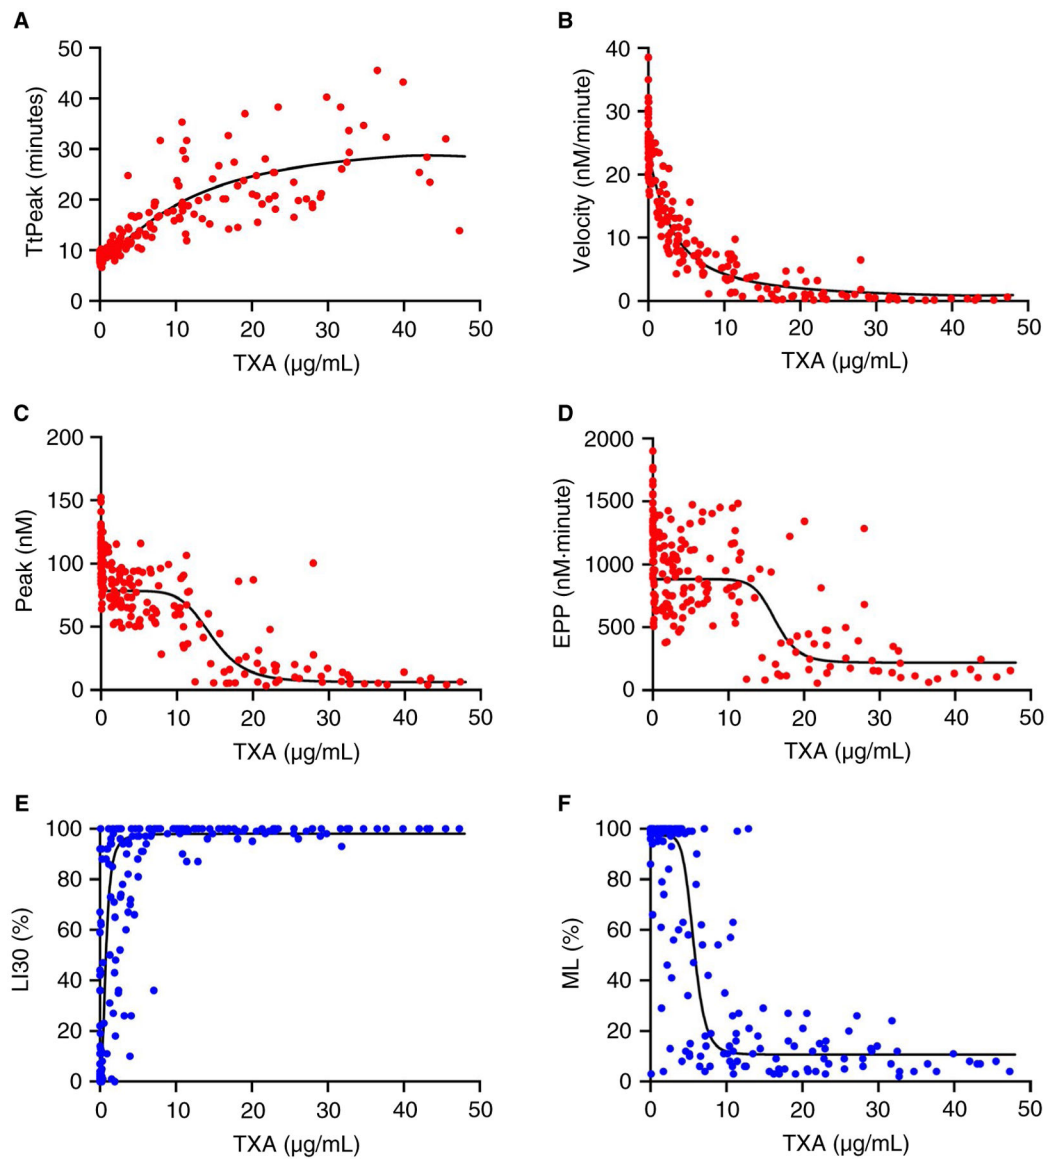 A
TtPeak (minutes)
50
40
30
20
10
0
0 10 20 30 40 50
TXA (µg/mL)
B
Velocity (nM/minute)
40
30
20
10
0
0 10 20 30 40 50
TXA (µg/mL)
C
Peak (nM)
200
150
100
50
0
0 10 20 30 40 50
TXA (µg/mL)
D
EPP (nM·minute)
2000
1500
1000
500
0
0 10 20 30 40 50
TXA (µg/mL)
E
LI30 (%)
100
80
60
40
20
0
0 10 20 30 40 50
TXA (µg/mL)
F
ML (%)
100
80
60
40
20
0
0 10 20 30 40 50
TXA (µg/mL)